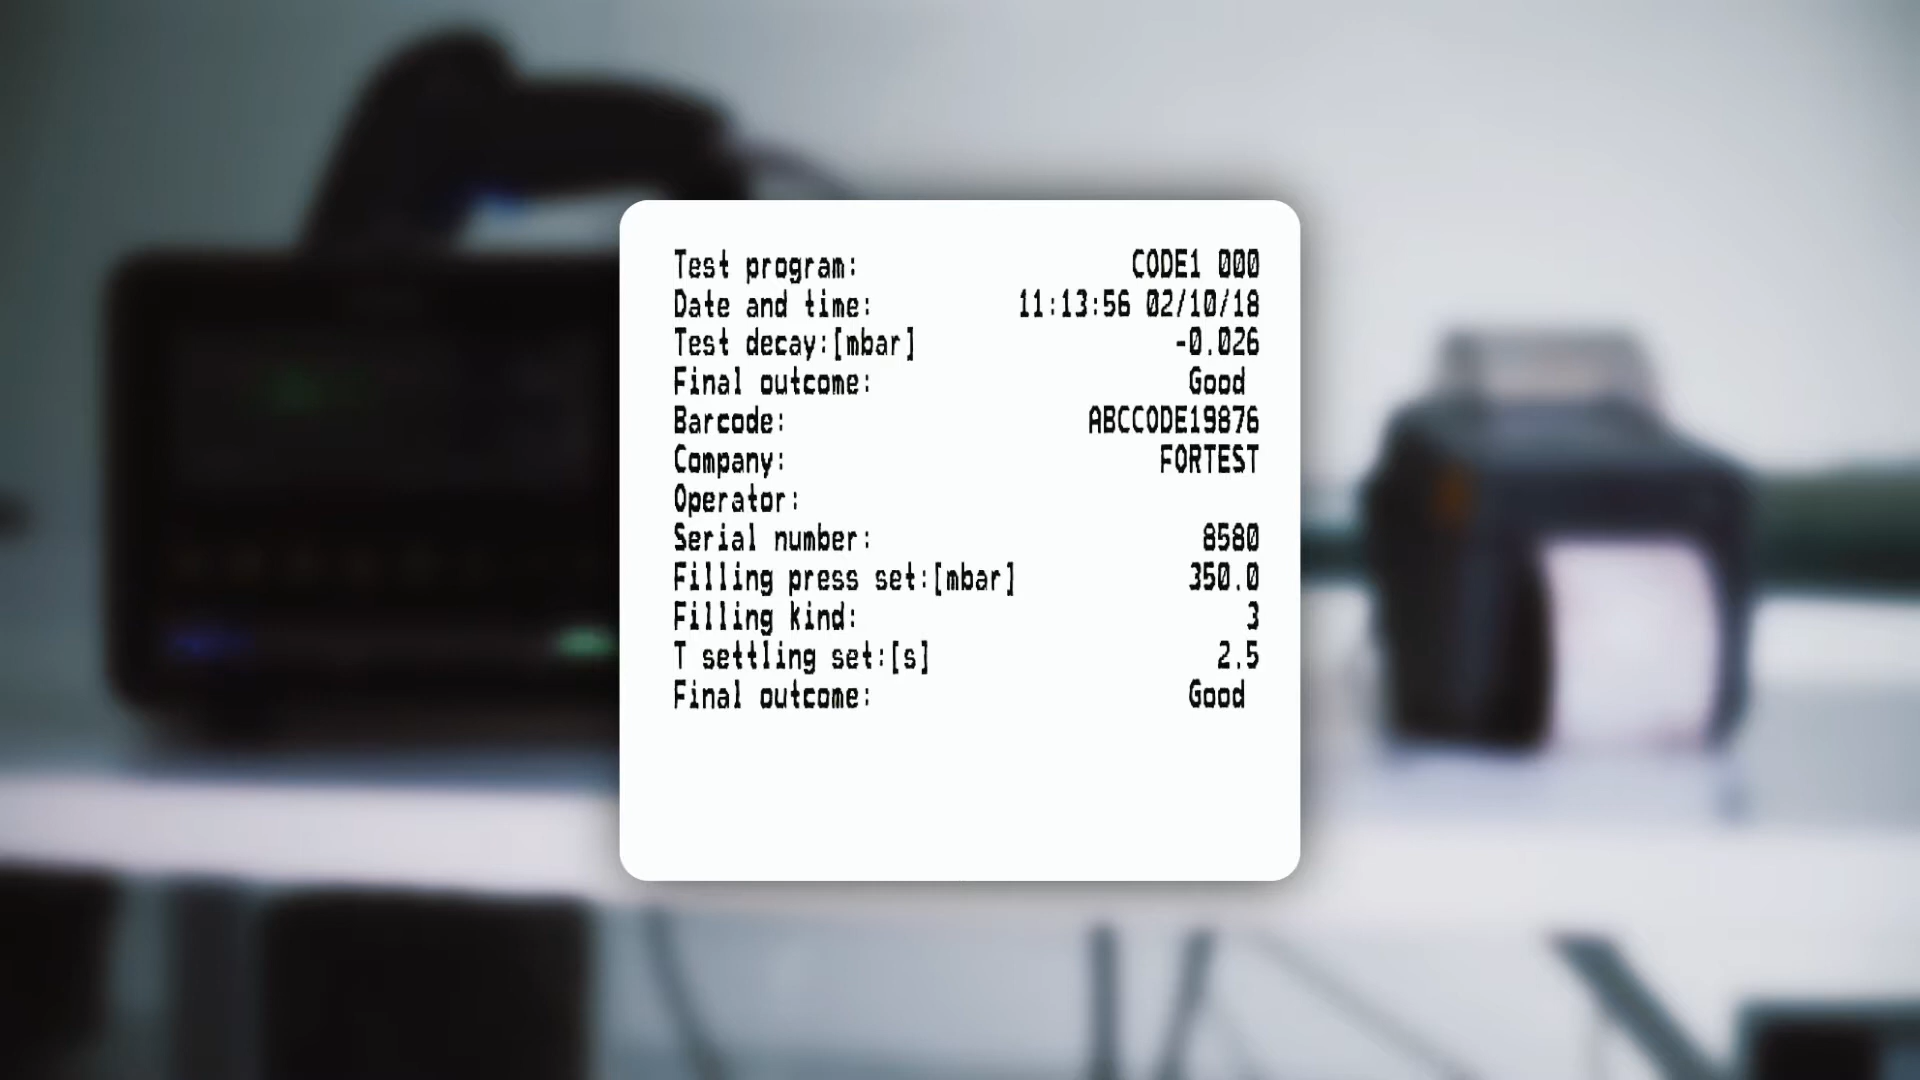 Test program: CODE1 000
Date and time: 11:13:56 02/10/18
Test decay:[mbar] -0.026
Final outcome: Good
Barcode: ABCCODE19876
Company: FORTEST
Operator:
Serial number: 8580
Filling press set:[mbar] 350.0
Filling kind: 3
T settling set:[s] 2.5
Final outcome: Good